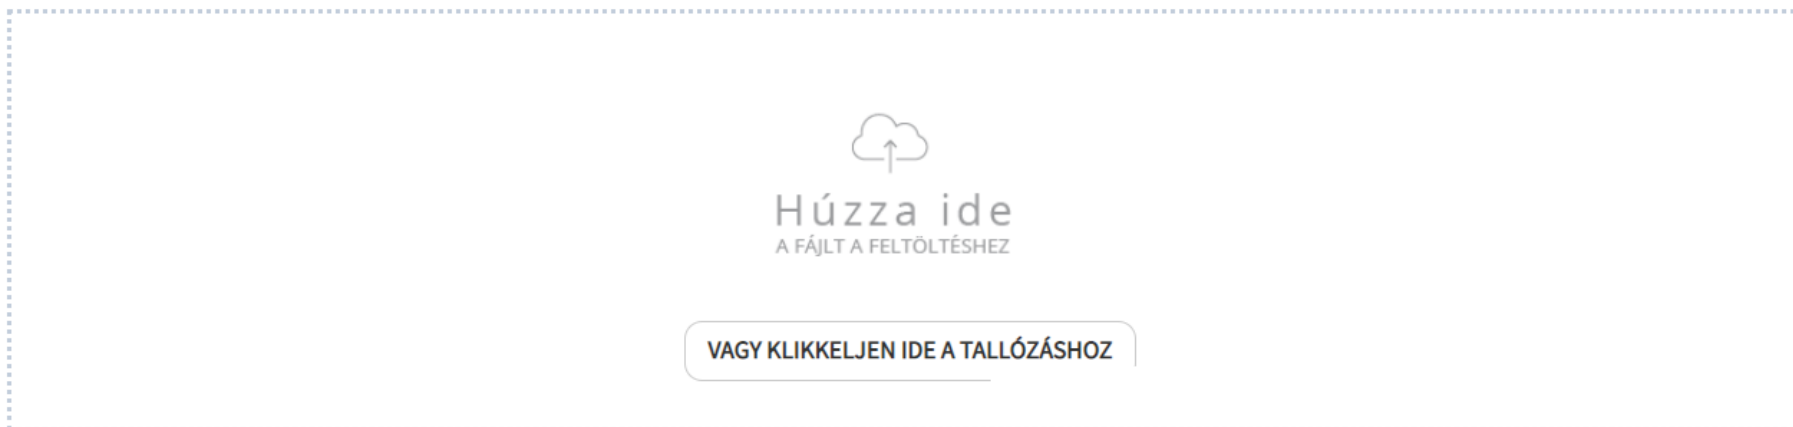 Húzza ide
A FÁJLT A FELTÖLTÉSHEZ
VAGY KLIKKELJEN IDE A TALLÓZÁSHOZ